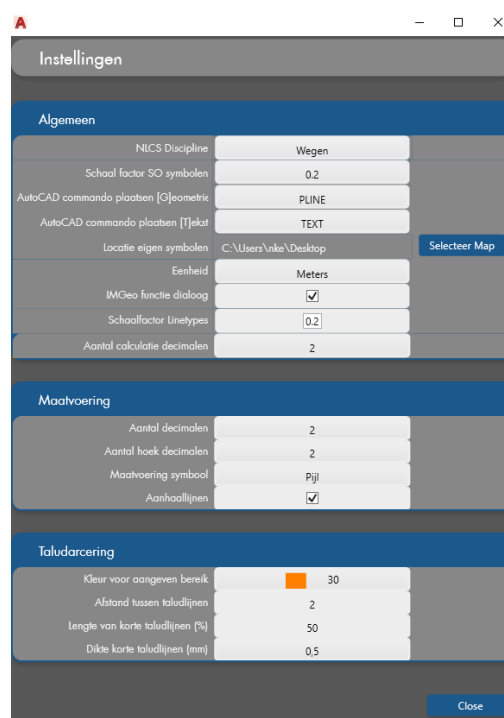 Instellingen
Algemeen
NLCS Discipline Wegen
Schaal factor SO symbolen 0.2
AutoCAD commando plaatsen [G]eometrie PLINE
AutoCAD commando plaatsen [T]ekst TEXT
Locatie eigen symbolen C:\Users\nke\Desktop Selecteer Map
Eenheid Meters
IMGeo functie dialoog
Schaalfactor Linetypes 0.2
Aantal calculatie decimalen 2
Maatvoering
Aantal decimalen 2
Aantal hoek decimalen 2
Maatvoering symbool Pijl
Aanhaallijnen
Taludarcering
Kleur voor aangeven bereik 30
Afstand tussen taludlijnen 2
Lengte van korte taludlijnen (%) 50
Dikte korte taludlijnen (mm) 0,5
Close